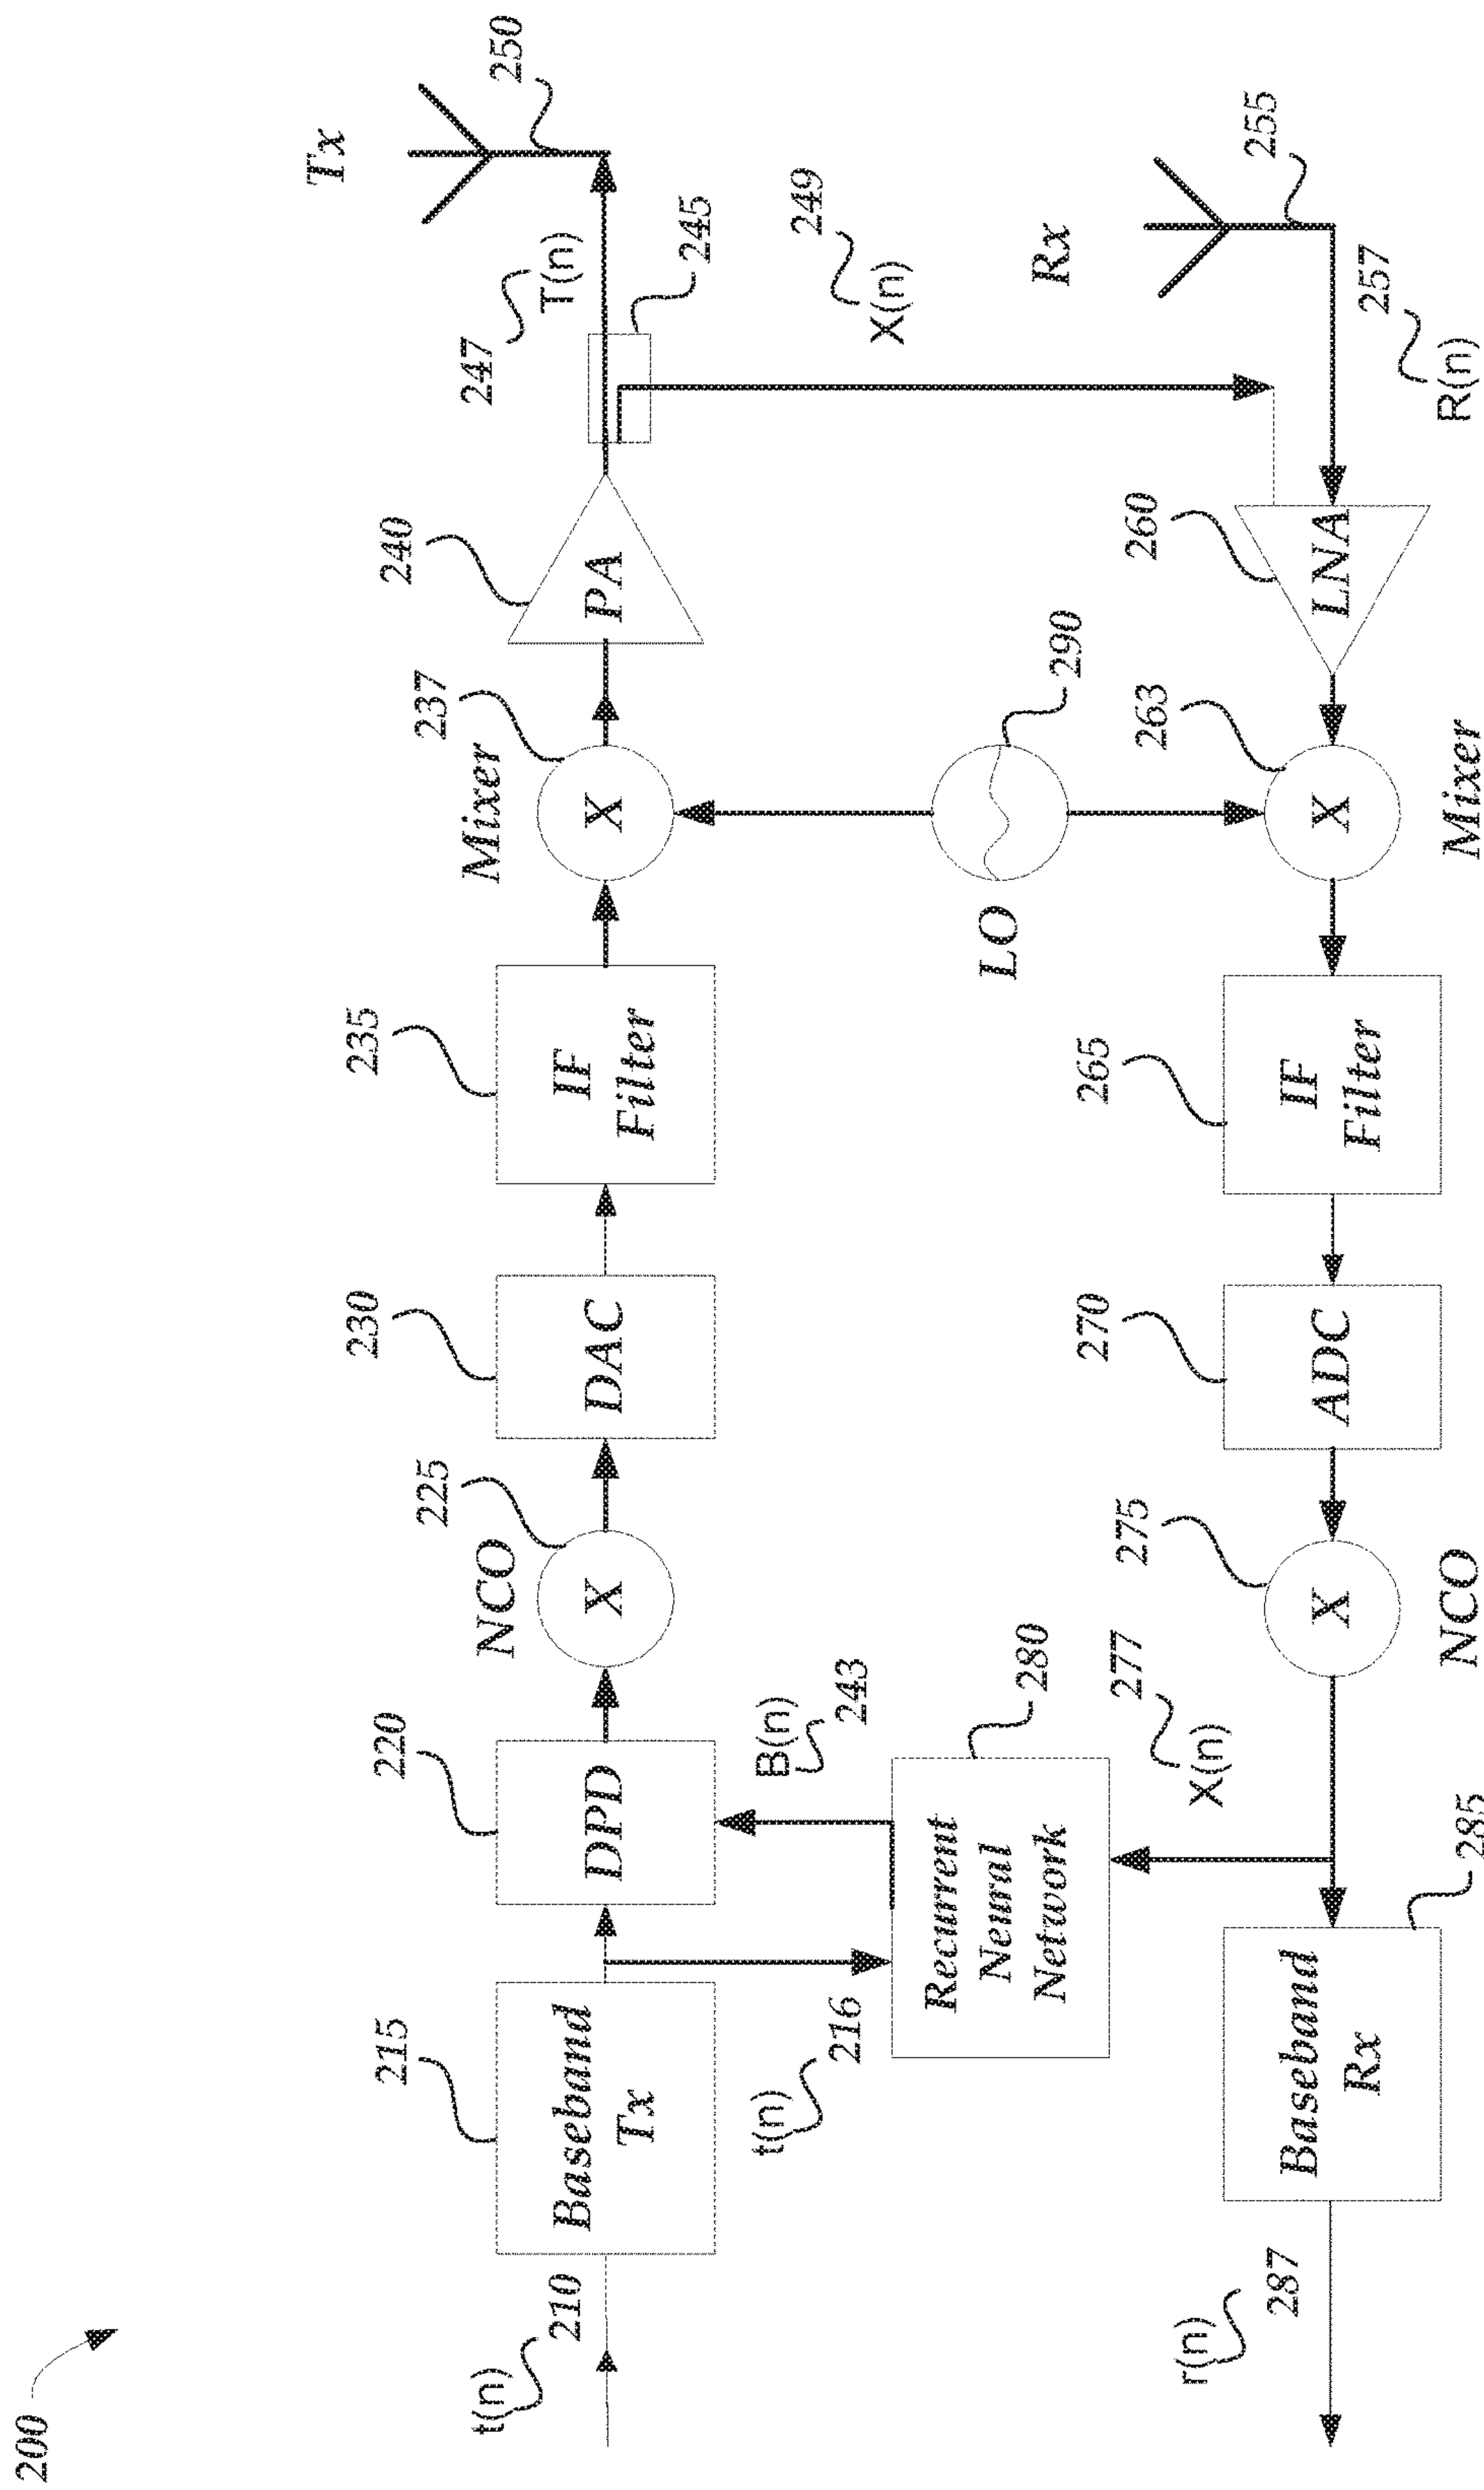 200
t(n)
210
Baseband
Tx
215
t(n)
216
DPD
220
B(n)
243
NCO
X
225
DAC
230
IF
Filter
235
Mixer
X
237
PA
240
245
T(n)
247
Tx
250
X(n)
249
LO
290
Rx
255
R(n)
257
LNA
260
X
263
Mixer
IF
Filter
265
ADC
270
X
275
NCO
X(n)
277
Recurrent
Neural
Network
280
Baseband
Rx
285
r(n)
287